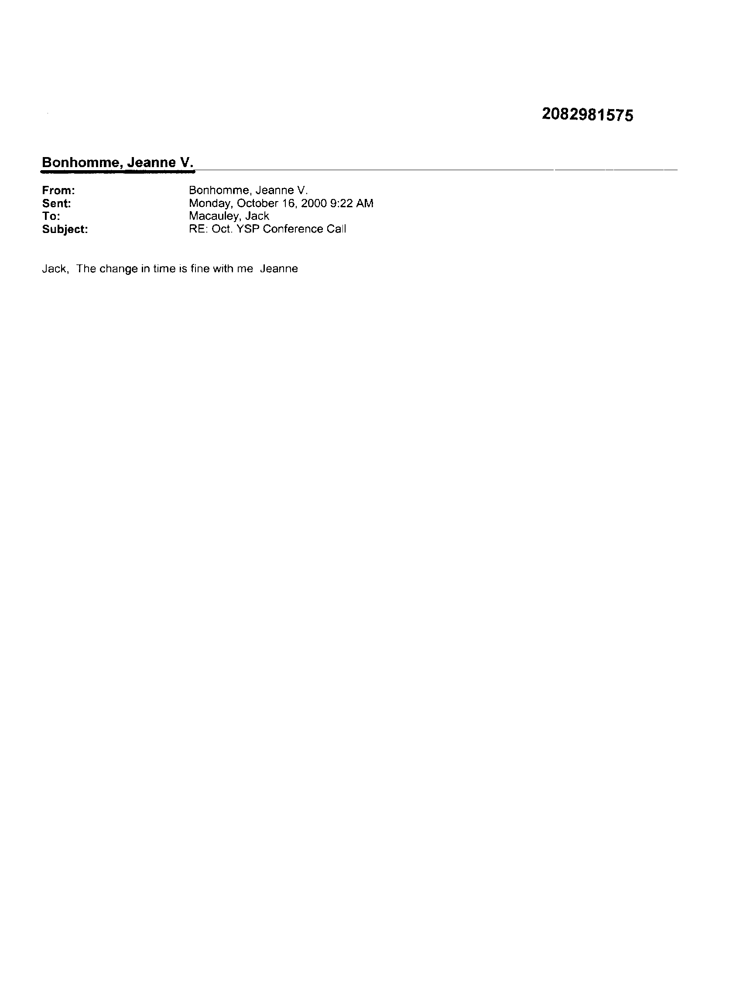 2082981575
Bonhomme, Jeanne V.
From: Bonhomme, Jeanne V.
Sent: Monday, October 16, 2000 9:22 AM
To: Macauley, Jack
Subject: RE: Oct. YSP Conference Call
Jack,  The change in time is fine with me  Jeanne